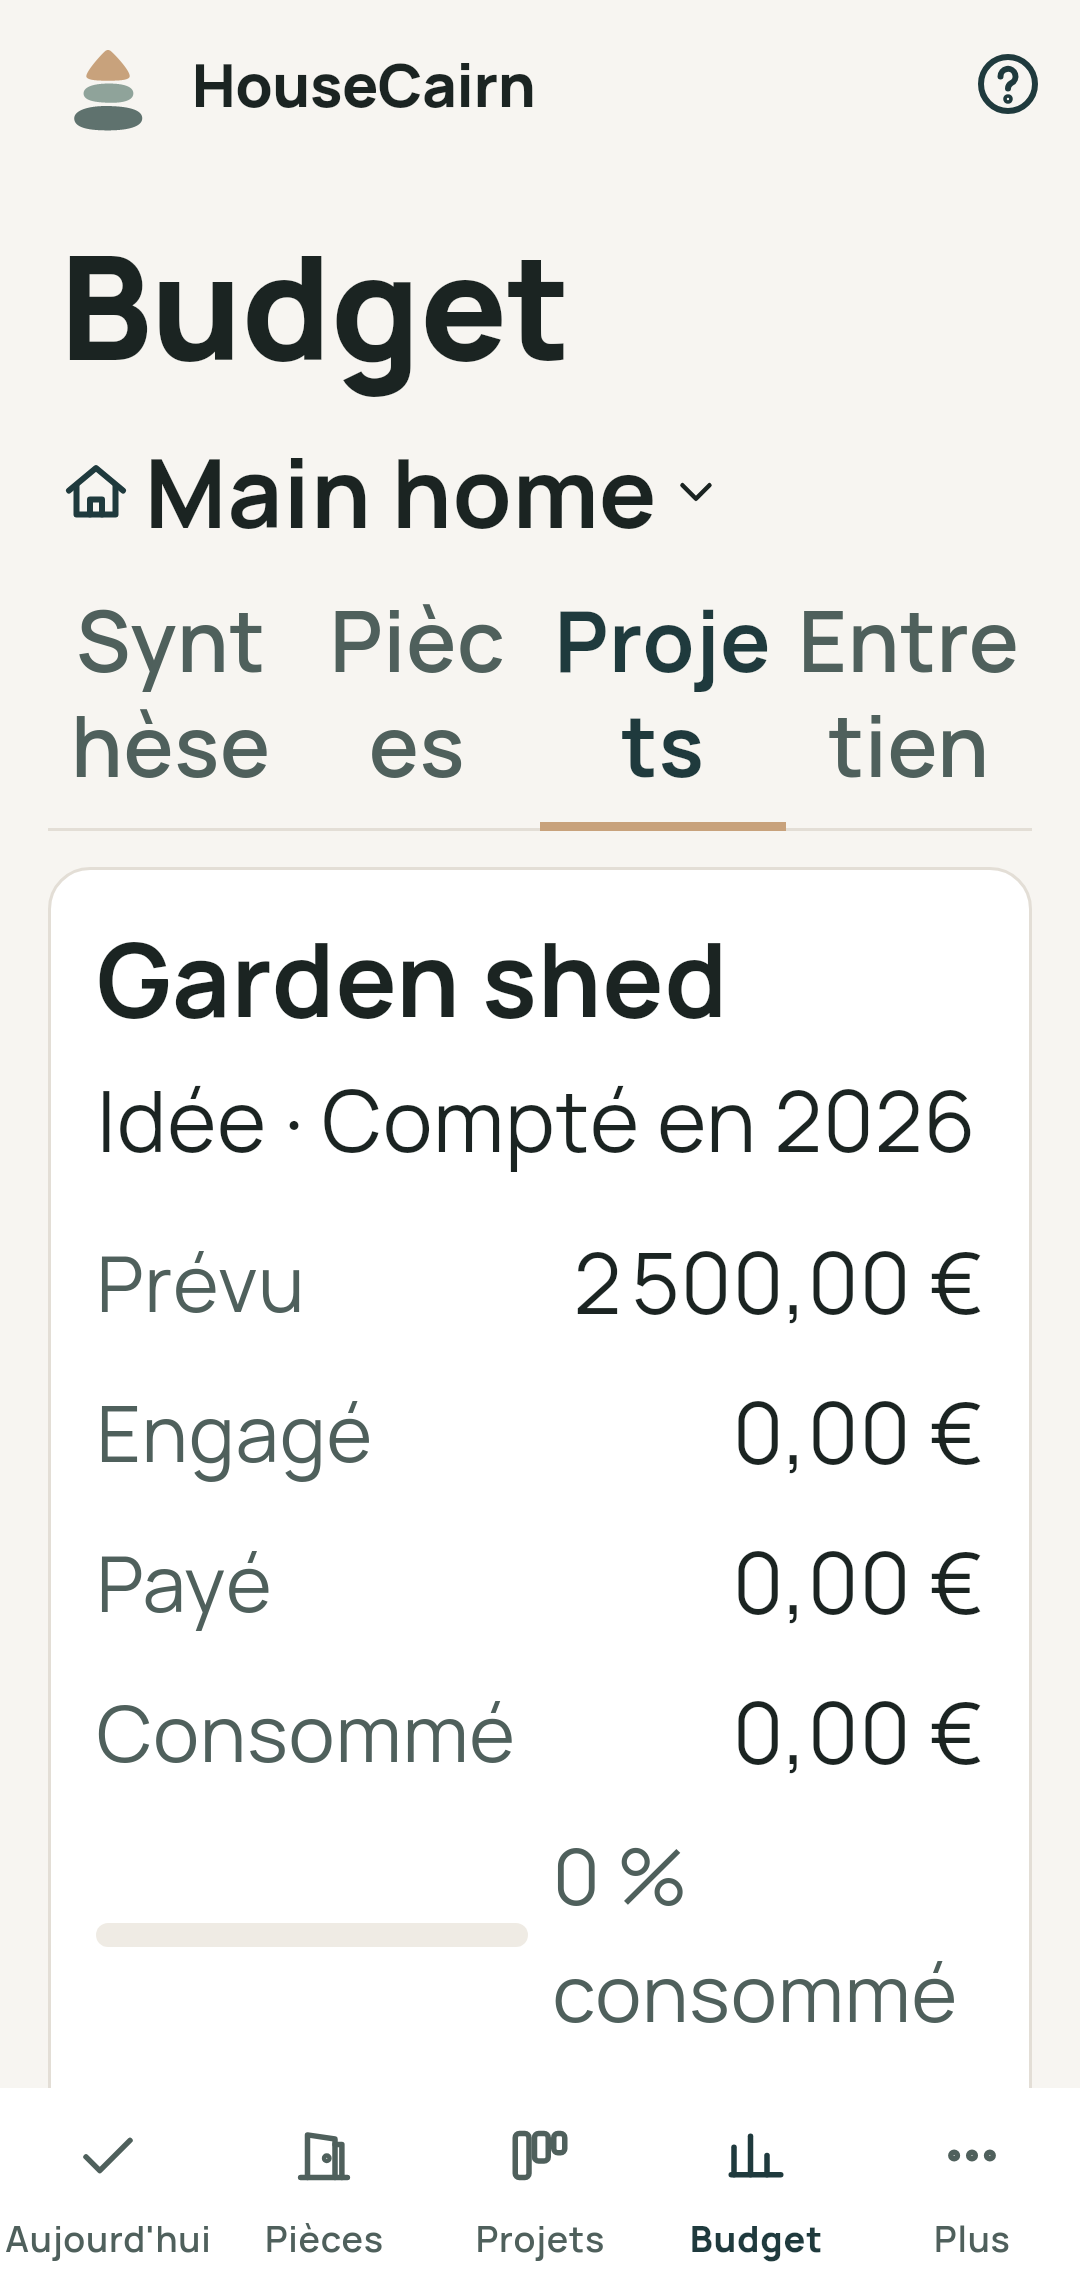 HouseCairn
Budget
Main home
Synt
hèse
Pièc
es
Proje
ts
Entre
tien
Garden shed
Idée · Compté en 2026
Prévu 2 500,00 €
Engagé 0,00 €
Payé 0,00 €
Consommé 0,00 €
0 %
consommé
Aujourd'hui Pièces Projets Budget Plus